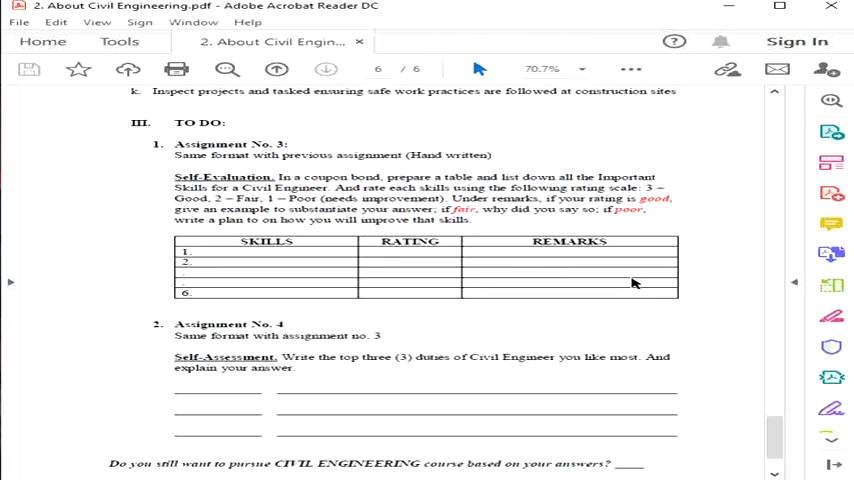 2. About Civil Engineering.pdf - Adobe Acrobat Reader DC
File Edit View Sign Window Help
Home Tools 2. About Civil Engin... × Sign In
6 / 6 70.7%
k. Inspect projects and tasked ensuring safe work practices are followed at construction sites
III. TO DO:
1. Assignment No. 3:
Same format with previous assignment (Hand written)
Self-Evaluation. In a coupon bond, prepare a table and list down all the Important
Skills for a Civil Engineer. And rate each skills using the following rating scale: 3 –
Good, 2 – Fair, 1 – Poor (needs improvement). Under remarks, if your rating is good,
give an example to substantiate your answer; if fair, why did you say so; if poor,
write a plan to on how you will improve that skills.
SKILLS RATING REMARKS
1.
2.
.
.
6.
2. Assignment No. 4
Same format with assignment no. 3
Self-Assessment. Write the top three (3) duties of Civil Engineer you like most. And
explain your answer.
Do you still want to pursue CIVIL ENGINEERING course based on your answers? ____